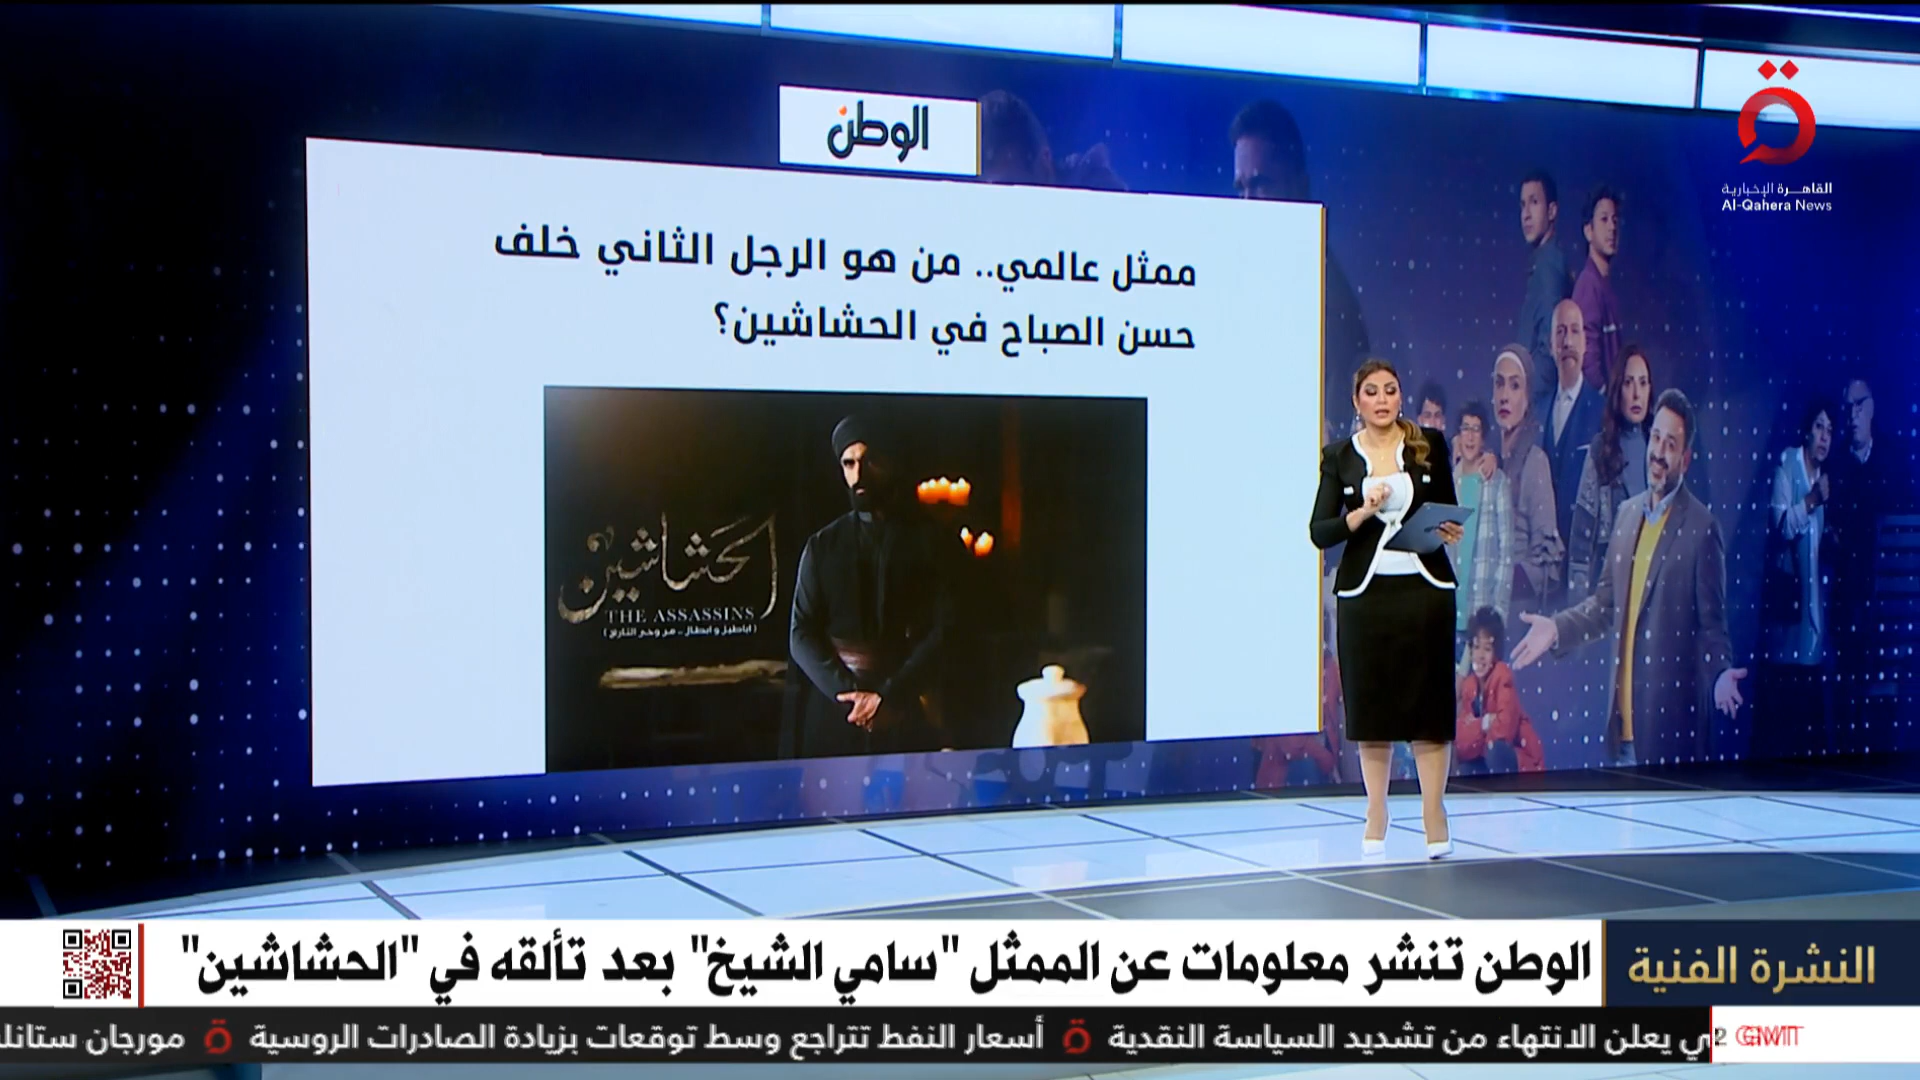 الوطن
القاهرة الإخبارية
Al-Qahera News
ممثل عالمي.. من هو الرجل الثاني خلف
حسن الصباح في الحشاشين؟
الحشاشين
THE ASSASSINS
النشرة الفنية
الوطن تنشر معلومات عن الممثل "سامي الشيخ" بعد تألقه في "الحشاشين"
ي يعلن الانتهاء من تشديد السياسة النقدية
أسعار النفط تتراجع وسط توقعات بزيادة الصادرات الروسية
مورجان ستانل
GMT